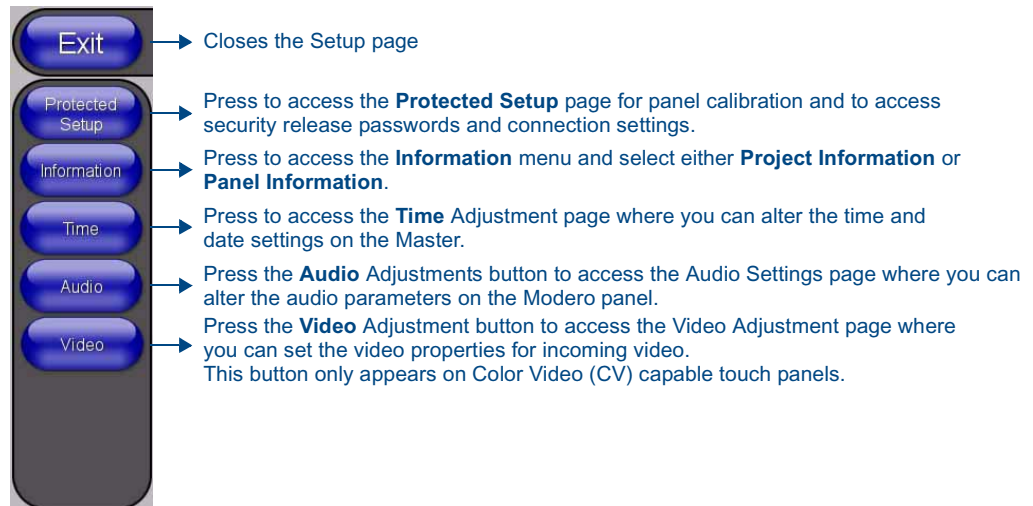 Exit
Closes the Setup page
Protected
Setup
Press to access the Protected Setup page for panel calibration and to access
security release passwords and connection settings.
Information
Press to access the Information menu and select either Project Information or
Panel Information.
Time
Press to access the Time Adjustment page where you can alter the time and
date settings on the Master.
Audio
Press the Audio Adjustments button to access the Audio Settings page where you can
alter the audio parameters on the Modero panel.
Video
Press the Video Adjustment button to access the Video Adjustment page where
you can set the video properties for incoming video.
This button only appears on Color Video (CV) capable touch panels.